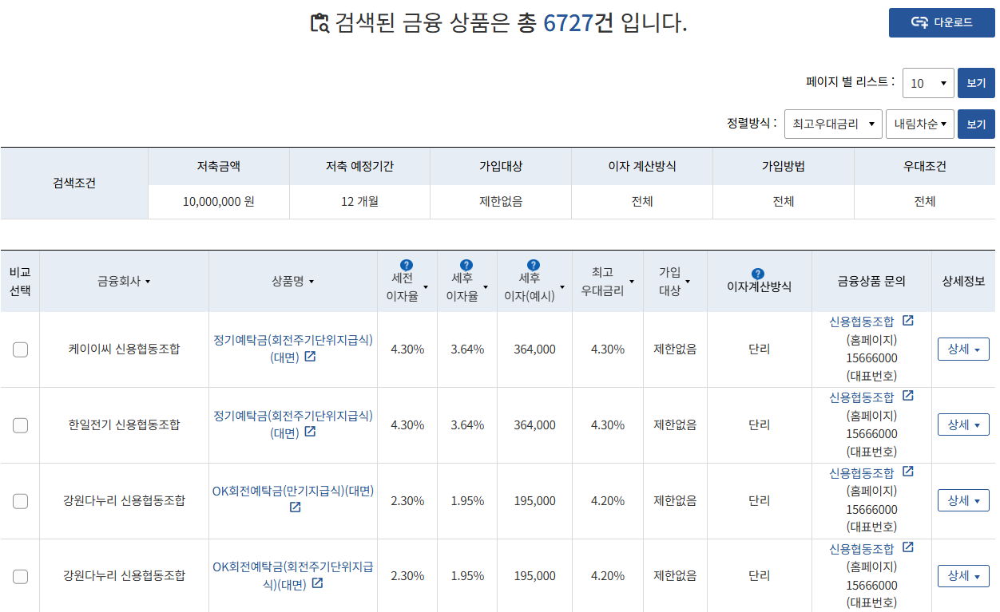 검색된 금융 상품은 총 6727건 입니다.
다운로드
페이지 별 리스트 : 10 보기
정렬방식 : 최고우대금리 내림차순 보기
검색조건 저축금액 저축 예정기간 가입대상 이자 계산방식 가입방법 우대조건
10,000,000 원 12 개월 제한없음 전체 전체 전체
비교
선택
금융회사
상품명
세전
이자율
세후
이자율
세후
이자(예시)
최고
우대금리
가입
대상
이자계산방식
금융상품 문의
상세정보
케이이씨 신용협동조합
정기예탁금(회전주기단위지급식)
(대면)
4.30% 3.64% 364,000 4.30% 제한없음 단리
신용협동조합
(홈페이지)
15666000
(대표번호)
상세
한일전기 신용협동조합
정기예탁금(회전주기단위지급식)
(대면)
4.30% 3.64% 364,000 4.30% 제한없음 단리
신용협동조합
(홈페이지)
15666000
(대표번호)
상세
강원다누리 신용협동조합
OK회전예탁금(만기지급식)(대면)
2.30% 1.95% 195,000 4.20% 제한없음 단리
신용협동조합
(홈페이지)
15666000
(대표번호)
상세
강원다누리 신용협동조합
OK회전예탁금(회전주기단위지급
식)(대면)
2.30% 1.95% 195,000 4.20% 제한없음 단리
신용협동조합
(홈페이지)
15666000
(대표번호)
상세